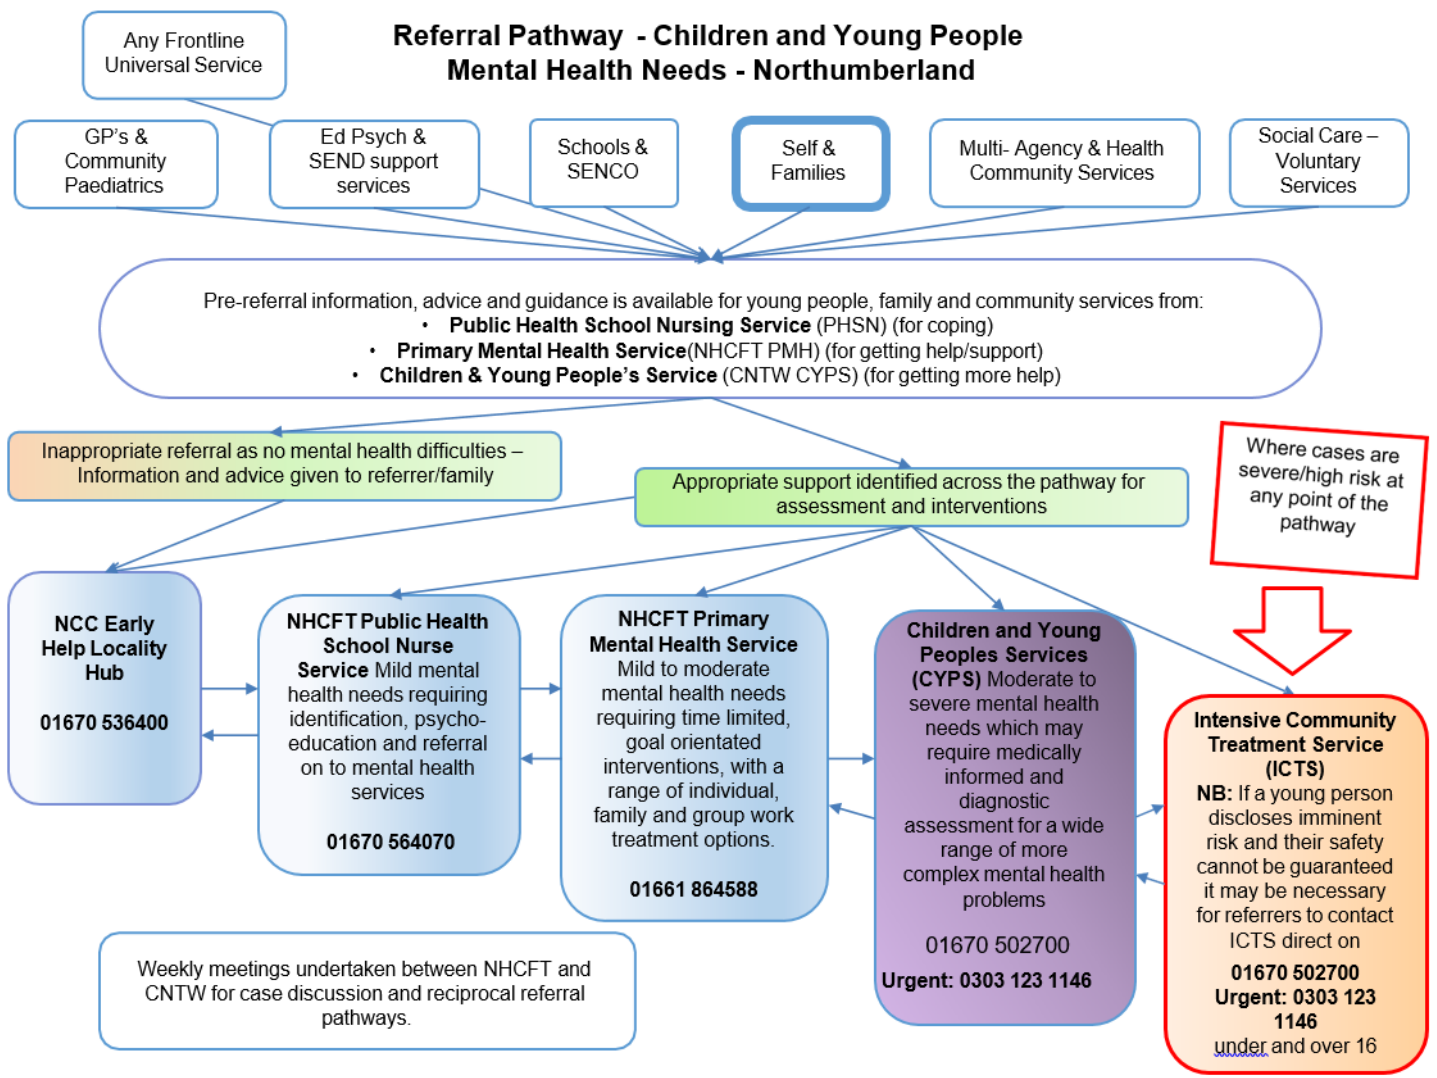 Referral Pathway  - Children and Young People
Mental Health Needs - Northumberland
Any Frontline
Universal Service
GP's &
Community
Paediatrics
Ed Psych &
SEND support
services
Schools &
SENCO
Self &
Families
Multi- Agency & Health
Community Services
Social Care –
Voluntary
Services
Pre-referral information, advice and guidance is available for young people, family and community services from:
• Public Health School Nursing Service (PHSN) (for coping)
• Primary Mental Health Service(NHCFT PMH) (for getting help/support)
• Children & Young People's Service (CNTW CYPS) (for getting more help)
Inappropriate referral as no mental health difficulties –
Information and advice given to referrer/family
Appropriate support identified across the pathway for
assessment and interventions
Where cases are
severe/high risk at
any point of the
pathway
NCC Early
Help Locality
Hub
01670 536400
NHCFT Public Health
School Nurse
Service Mild mental
health needs requiring
identification, psycho-
education and referral
on to mental health
services
01670 564070
NHCFT Primary
Mental Health Service
Mild to moderate
mental health needs
requiring time limited,
goal orientated
interventions, with a
range of individual,
family and group work
treatment options.
01661 864588
Children and Young
Peoples Services
(CYPS) Moderate to
severe mental health
needs which may
require medically
informed and
diagnostic
assessment for a wide
range of more
complex mental health
problems
01670 502700
Urgent: 0303 123 1146
Intensive Community
Treatment Service
(ICTS)
NB: If a young person
discloses imminent
risk and their safety
cannot be guaranteed
it may be necessary
for referrers to contact
ICTS direct on
01670 502700
Urgent: 0303 123
1146
under and over 16
Weekly meetings undertaken between NHCFT and
CNTW for case discussion and reciprocal referral
pathways.